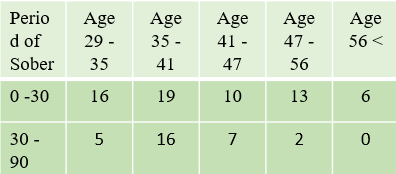 Perio Age Age Age Age Age
d of 29 - 35 - 41 - 47 - 56 <
Sober 35 41 47 56
0 -30 16 19 10 13 6
30 - 5 16 7 2 0
90